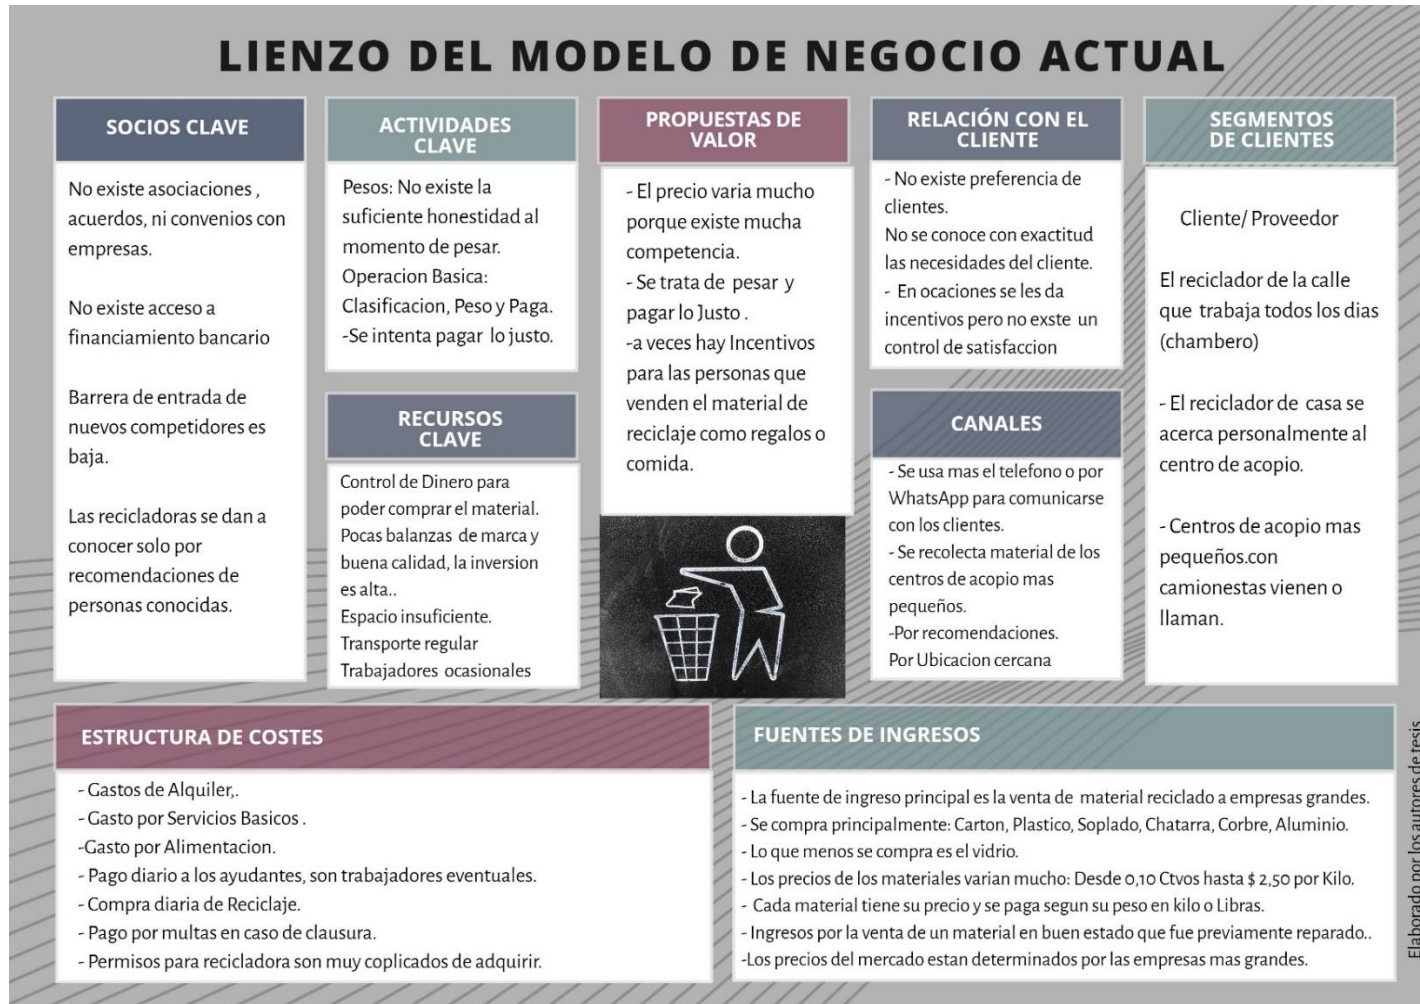 LIENZO DEL MODELO DE NEGOCIO ACTUAL
SOCIOS CLAVE
No existe asociaciones ,
acuerdos, ni convenios con
empresas.
No existe acceso a
financiamiento bancario
Barrera de entrada de
nuevos competidores es
baja.
Las recicladoras se dan a
conocer solo por
recomendaciones de
personas conocidas.
ACTIVIDADES
CLAVE
Pesos: No existe la
suficiente honestidad al
momento de pesar.
Operacion Basica:
Clasificacion, Peso y Paga.
-Se intenta pagar lo justo.
RECURSOS
CLAVE
Control de Dinero para
poder comprar el material.
Pocas balanzas de marca y
buena calidad, la inversion
es alta..
Espacio insuficiente.
Transporte regular
Trabajadores ocasionales
PROPUESTAS DE
VALOR
- El precio varia mucho
porque existe mucha
competencia.
- Se trata de pesar y
pagar lo Justo .
-a veces hay Incentivos
para las personas que
venden el material de
reciclaje como regalos o
comida.
RELACIÓN CON EL
CLIENTE
- No existe preferencia de
clientes.
No se conoce con exactitud
las necesidades del cliente.
- En ocaciones se les da
incentivos pero no exste un
control de satisfaccion
CANALES
- Se usa mas el telefono o por
WhatsApp para comunicarse
con los clientes.
- Se recolecta material de los
centros de acopio mas
pequeños.
-Por recomendaciones.
Por Ubicacion cercana
SEGMENTOS
DE CLIENTES
Cliente/ Proveedor
El reciclador de la calle
que trabaja todos los dias
(chambero)
- El reciclador de casa se
acerca personalmente al
centro de acopio.
- Centros de acopio mas
pequeños.con
camionestas vienen o
llaman.
ESTRUCTURA DE COSTES
- Gastos de Alquiler,.
- Gasto por Servicios Basicos .
-Gasto por Alimentacion.
- Pago diario a los ayudantes, son trabajadores eventuales.
- Compra diaria de Reciclaje.
- Pago por multas en caso de clausura.
- Permisos para recicladora son muy coplicados de adquirir.
FUENTES DE INGRESOS
- La fuente de ingreso principal es la venta de material reciclado a empresas grandes.
- Se compra principalmente: Carton, Plastico, Soplado, Chatarra, Corbre, Aluminio.
- Lo que menos se compra es el vidrio.
- Los precios de los materiales varian mucho: Desde 0,10 Ctvos hasta $ 2,50 por Kilo.
- Cada material tiene su precio y se paga segun su peso en kilo o Libras.
- Ingresos por la venta de un material en buen estado que fue previamente reparado..
-Los precios del mercado estan determinados por las empresas mas grandes.
Elaborado por los autores de tesis